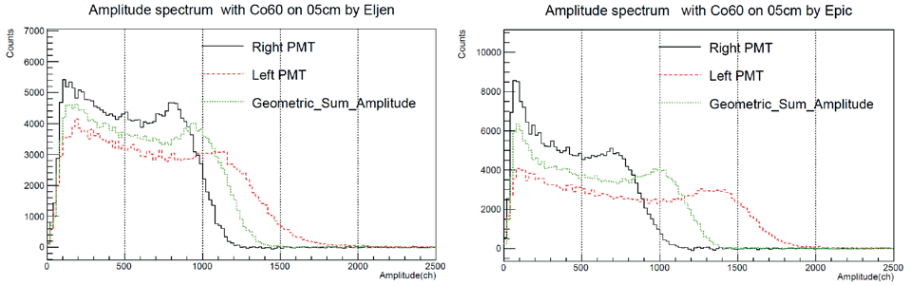 Amplitude spectrum with Co60 on 05cm by Eljen
Counts
7000
6000
5000
4000
3000
2000
1000
0
Right PMT
Left PMT
Geometric_Sum_Amplitude
0 500 1000 1500 2000 2500
Amplitude(ch)
Amplitude spectrum with Co60 on 05cm by Epic
Counts
10000
8000
6000
4000
2000
0
Right PMT
Left PMT
Geometric_Sum_Amplitude
0 500 1000 1500 2000 2500
Amplitude(ch)